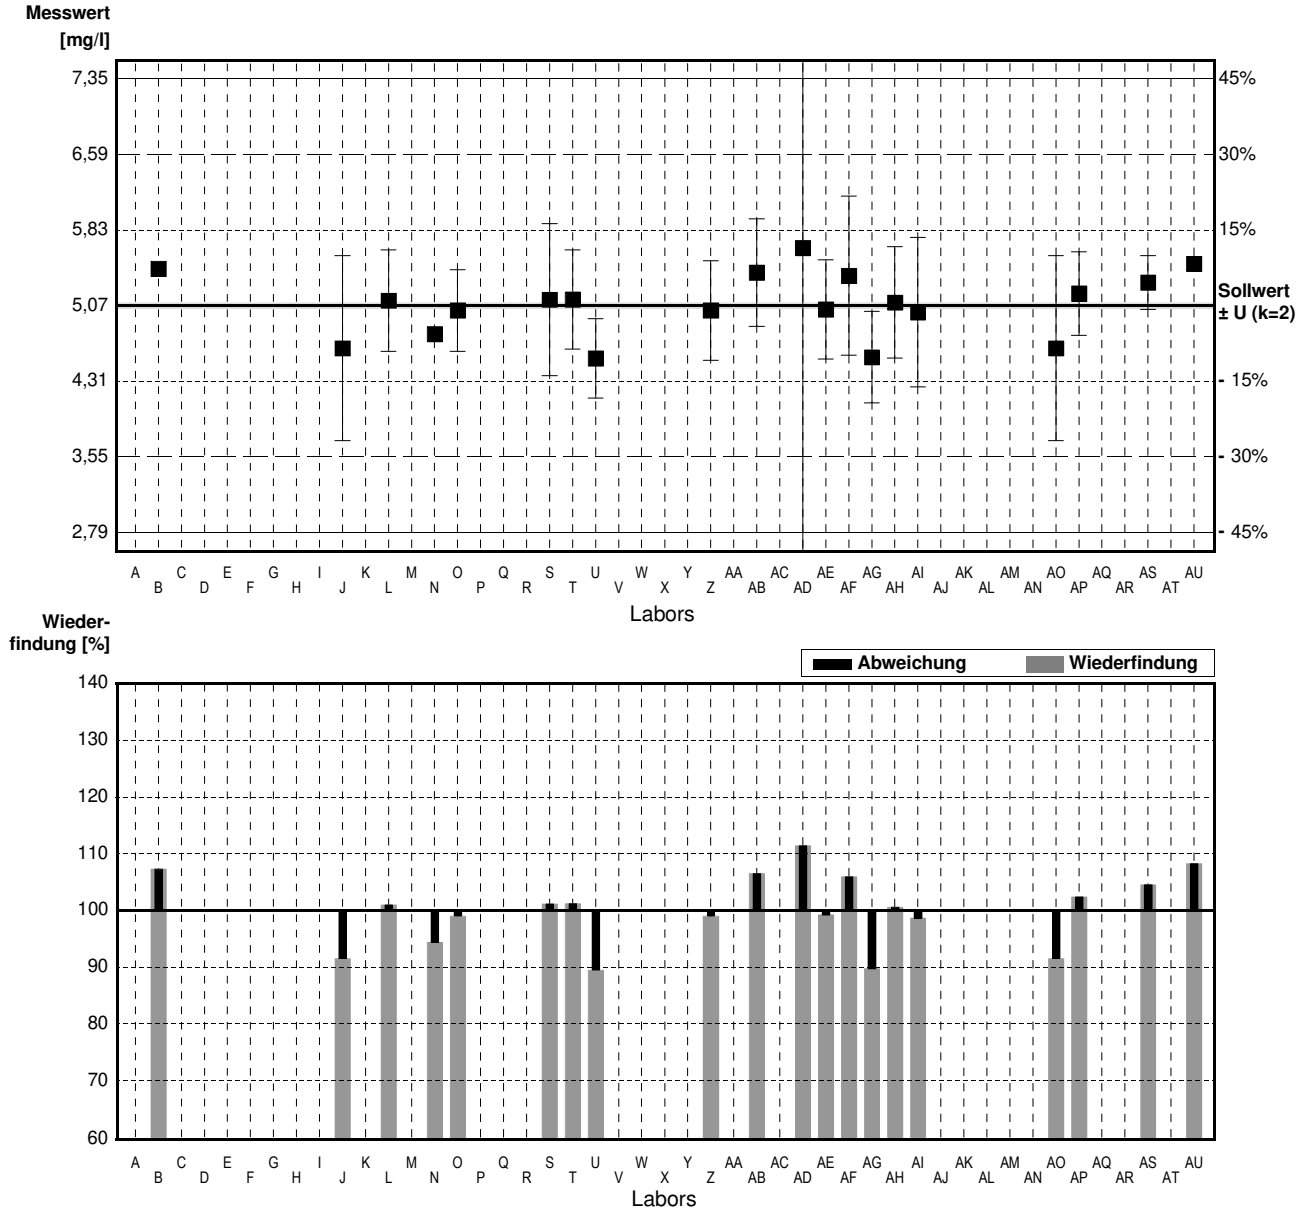 Messwert
[mg/l]
7,35 45%
6,59 30%
5,83 15%
5,07 Sollwert
± U (k=2)
4,31 - 15%
3,55 - 30%
2,79 - 45%
A C E G I K M O Q S U W Y AA AC AE AG AI AK AM AO AQ AS AU
B D F H J L N P R T V X Z AB AD AF AH AJ AL AN AP AR AT
Labors
Wieder-
findung [%]
Abweichung Wiederfindung
140
130
120
110
100
90
80
70
60
A C E G I K M O Q S U W Y AA AC AE AG AI AK AM AO AQ AS AU
B D F H J L N P R T V X Z AB AD AF AH AJ AL AN AP AR AT
Labors